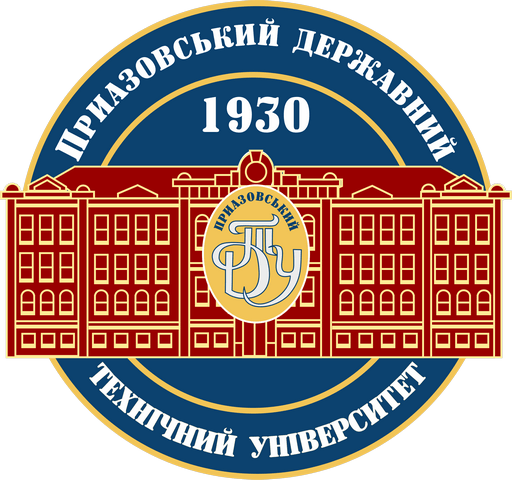 Приазовський державний
1930
ПРИАЗОВСЬКИЙ
ДТУ
технічний університет